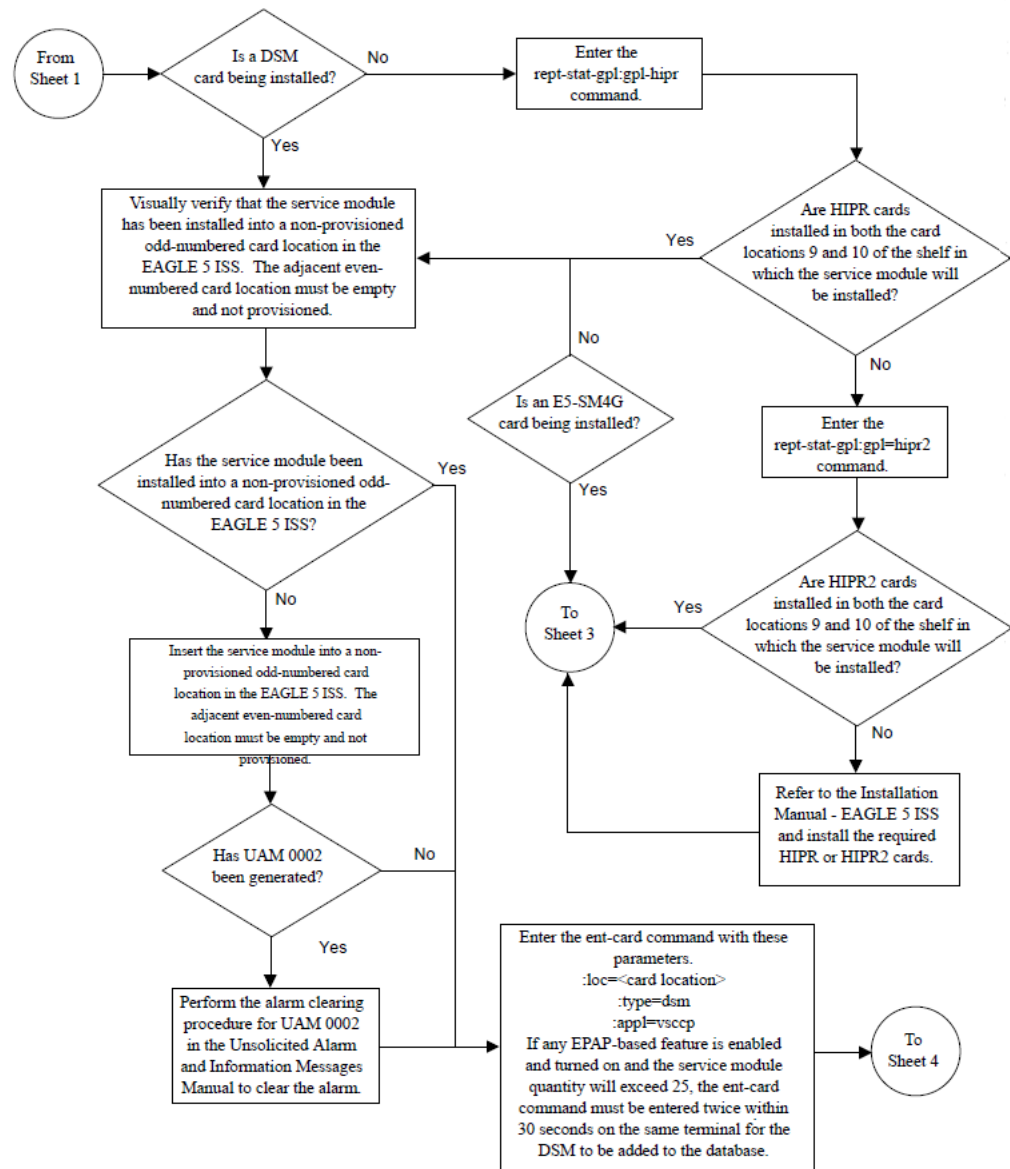 From
Sheet 1
Is a DSM
card being installed?
No
Enter the
rept-stat-gpl:gpl-hipr
command.
Yes
Visually verify that the service module
has been installed into a non-provisioned
odd-numbered card location in the
EAGLE 5 ISS. The adjacent even-
numbered card location must be empty
and not provisioned.
Yes
Are HIPR cards
installed in both the card
locations 9 and 10 of the shelf in
which the service module will
be installed?
No
No
Is an E5-SM4G
card being installed?
Yes
Enter the
rept-stat-gpl:gpl=hipr2
command.
Has the service module been
installed into a non-provisioned odd-
numbered card location in the
EAGLE 5 ISS?
Yes
No
To
Sheet 3
Yes
Are HIPR2 cards
installed in both the card
locations 9 and 10 of the shelf in
which the service module will
be installed?
No
Insert the service module into a non-
provisioned odd-numbered card
location in the EAGLE 5 ISS. The
adjacent even-numbered card
location must be empty and not
provisioned.
Refer to the Installation
Manual - EAGLE 5 ISS
and install the required
HIPR or HIPR2 cards.
Has UAM 0002
been generated?
No
Yes
Perform the alarm clearing
procedure for UAM 0002
in the Unsolicited Alarm
and Information Messages
Manual to clear the alarm.
Enter the ent-card command with these
parameters.
:loc=<card location>
:type=dsm
:appl=vsccp
If any EPAP-based feature is enabled
and turned on and the service module
quantity will exceed 25, the ent-card
command must be entered twice within
30 seconds on the same terminal for the
DSM to be added to the database.
To
Sheet 4